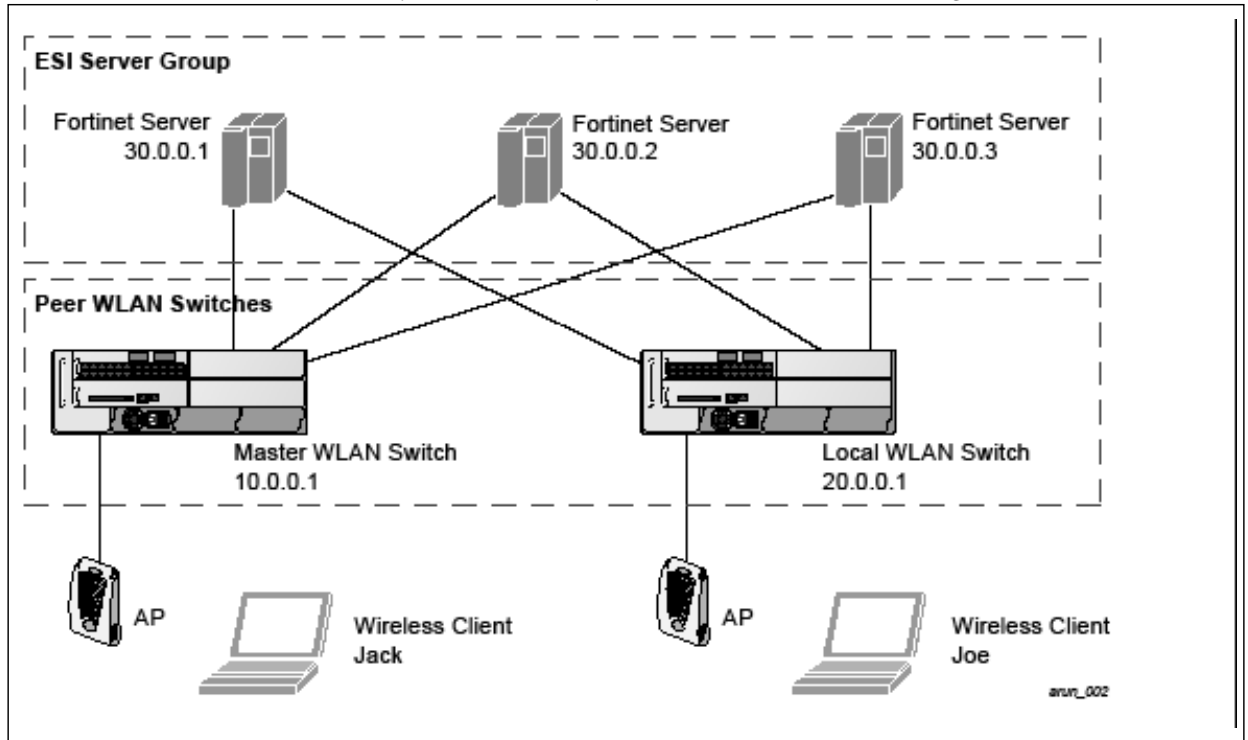 ESI Server Group
Fortinet Server
30.0.0.1
Fortinet Server
30.0.0.2
Fortinet Server
30.0.0.3
Peer WLAN Switches
Master WLAN Switch
10.0.0.1
Local WLAN Switch
20.0.0.1
AP
Wireless Client
Jack
AP
Wireless Client
Joe
arun_002